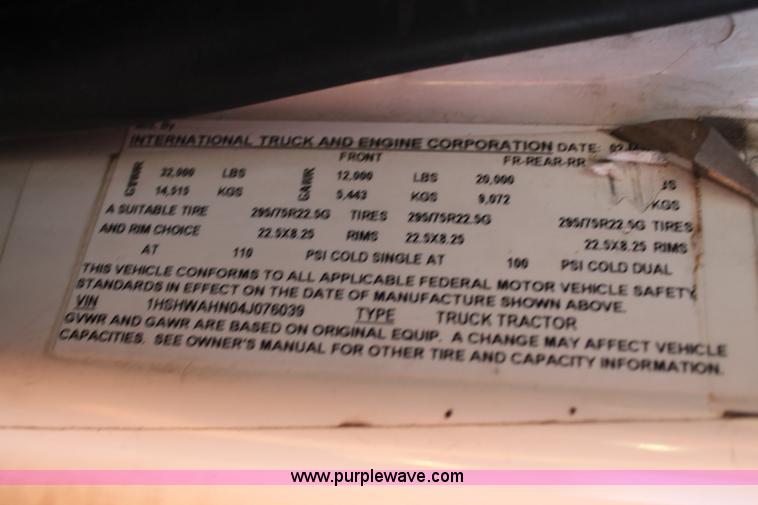 MFD. By
INTERNATIONAL TRUCK AND ENGINE CORPORATION DATE: 02
FRONT FR-REAR-RR
GVWR 32,000 LBS GAWR 12,000 LBS 20,000 LBS
14,515 KGS 5,443 KGS 9,072 KGS
A SUITABLE TIRE 295/75R22.5G TIRES 295/75R22.5G 295/75R22.5G TIRES
AND RIM CHOICE 22.5X8.25 RIMS 22.5X8.25 22.5X8.25 RIMS
AT 110 PSI COLD SINGLE AT 100 PSI COLD DUAL
THIS VEHICLE CONFORMS TO ALL APPLICABLE FEDERAL MOTOR VEHICLE SAFETY
STANDARDS IN EFFECT ON THE DATE OF MANUFACTURE SHOWN ABOVE.
VIN 1HSHWAHN04J076039 TYPE TRUCK TRACTOR
GVWR AND GAWR ARE BASED ON ORIGINAL EQUIP. A CHANGE MAY AFFECT VEHICLE
CAPACITIES. SEE OWNER'S MANUAL FOR OTHER TIRE AND CAPACITY INFORMATION.
www.purplewave.com